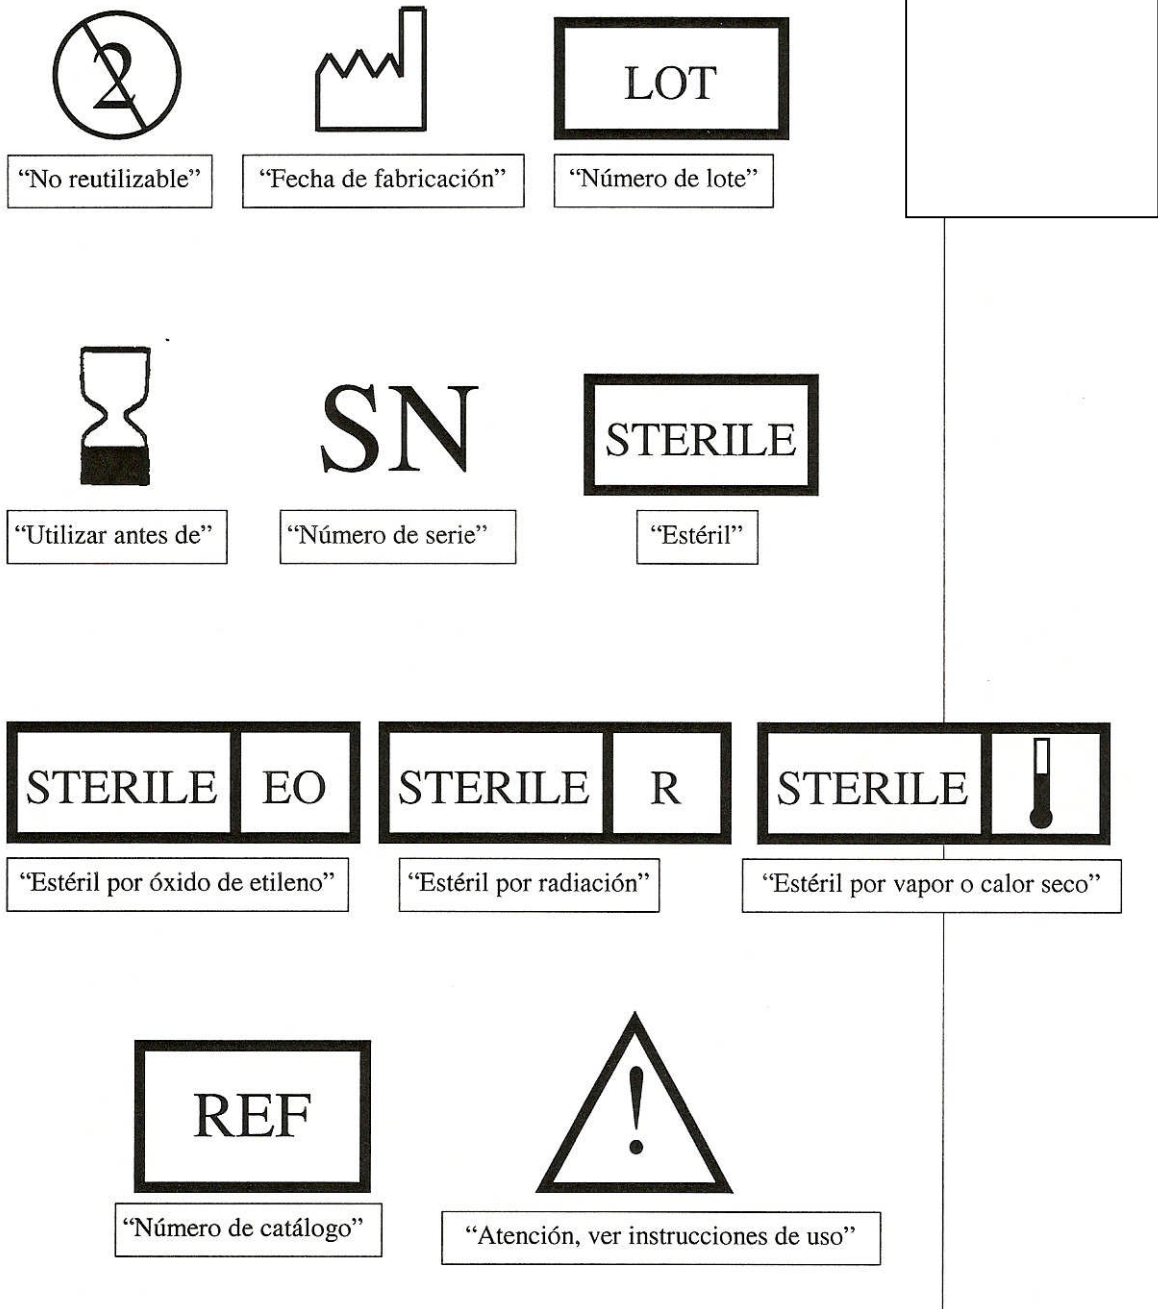 2
LOT
“No reutilizable”
“Fecha de fabricación”
“Número de lote”
SN
STERILE
“Utilizar antes de”
“Número de serie”
“Estéril”
STERILE EO
STERILE R
STERILE
“Estéril por óxido de etileno”
“Estéril por radiación”
“Estéril por vapor o calor seco”
REF
!
“Número de catálogo”
“Atención, ver instrucciones de uso”